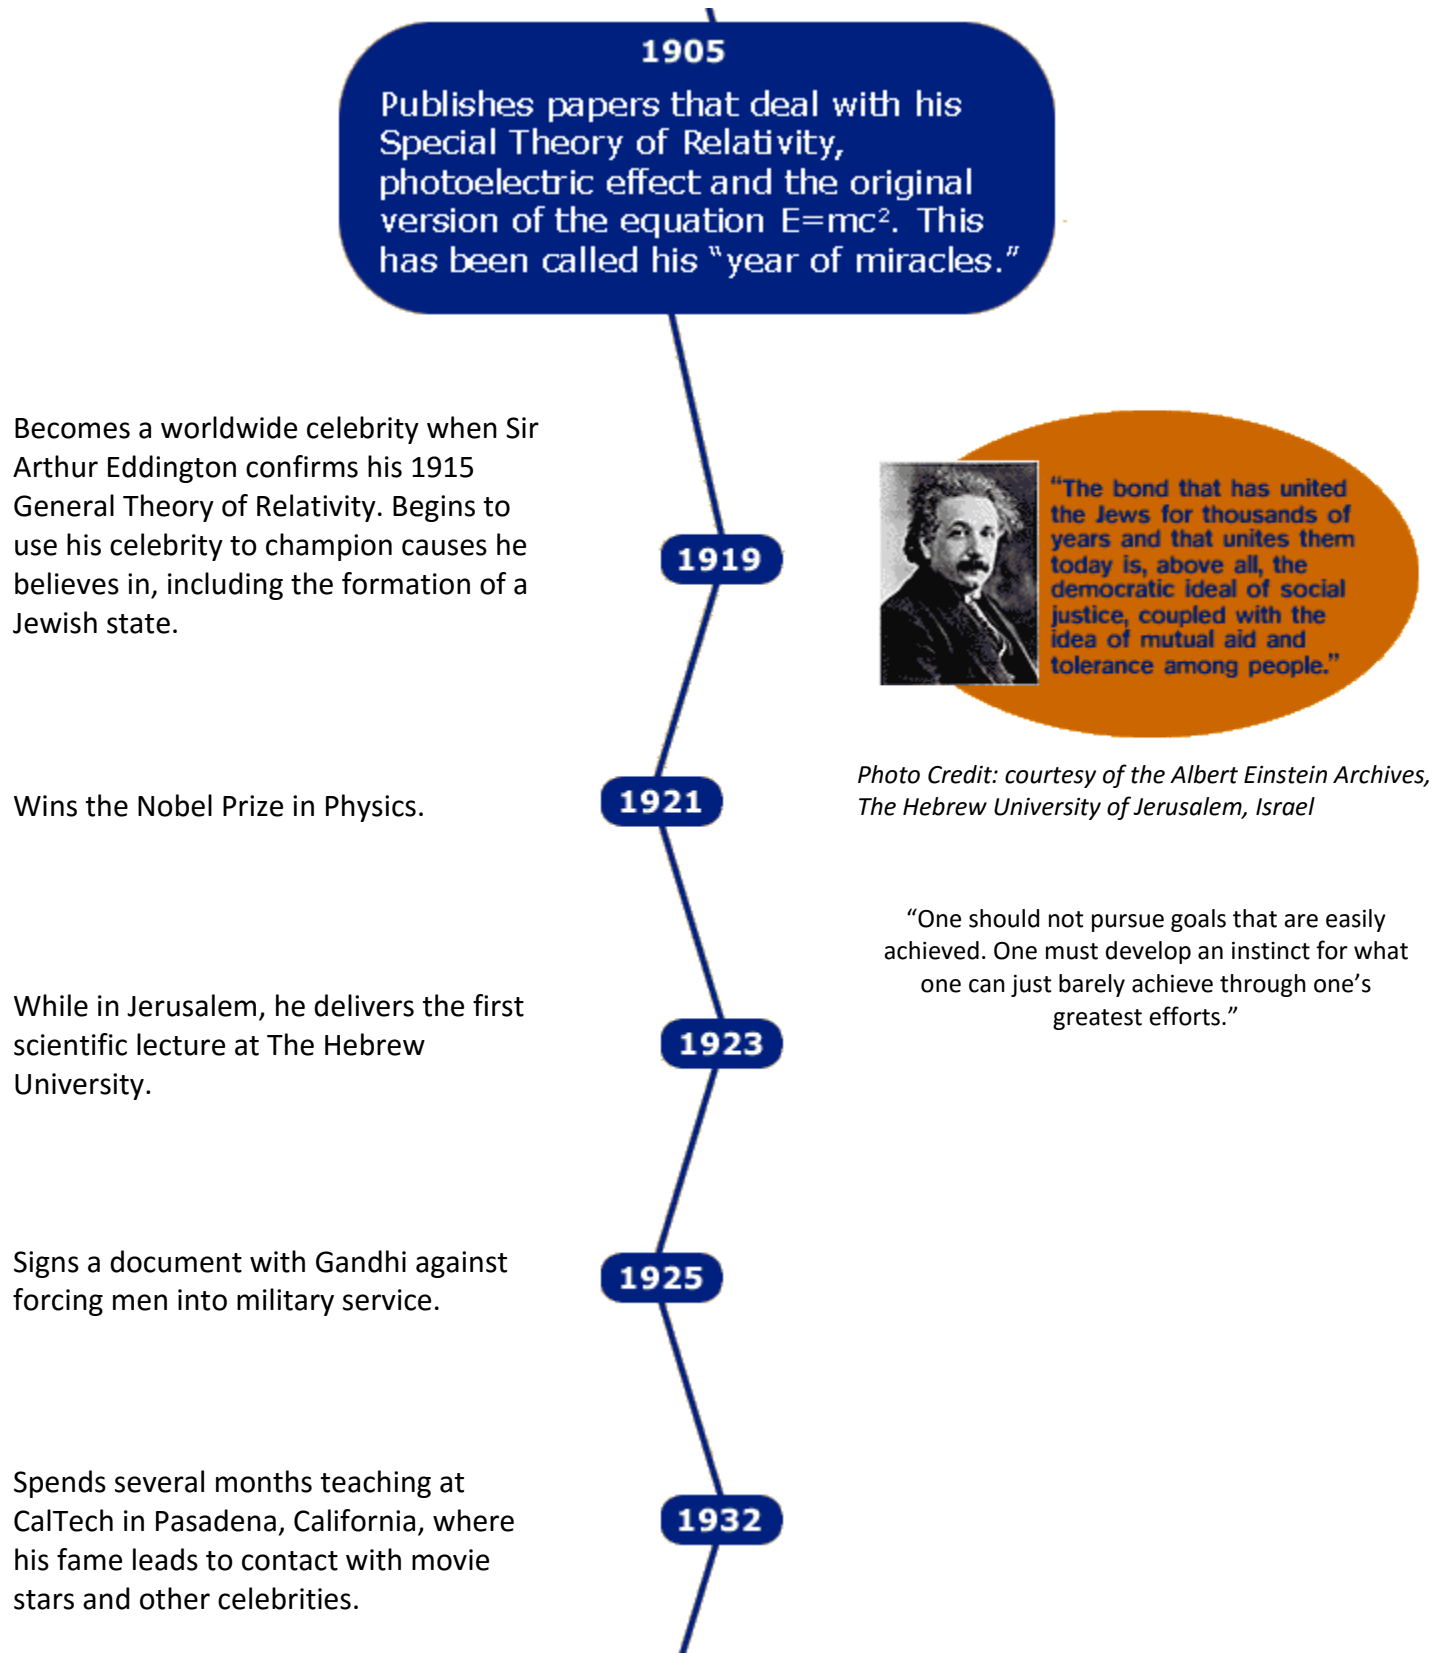 1905
Publishes papers that deal with his
Special Theory of Relativity,
photoelectric effect and the original
version of the equation E=mc². This
has been called his “year of miracles.”
Becomes a worldwide celebrity when Sir
Arthur Eddington confirms his 1915
General Theory of Relativity. Begins to
use his celebrity to champion causes he
believes in, including the formation of a
Jewish state.
1919
“The bond that has united
the Jews for thousands of
years and that unites them
today is, above all, the
democratic ideal of social
justice, coupled with the
idea of mutual aid and
tolerance among people.”
Photo Credit: courtesy of the Albert Einstein Archives,
The Hebrew University of Jerusalem, Israel
Wins the Nobel Prize in Physics.
1921
“One should not pursue goals that are easily
achieved. One must develop an instinct for what
one can just barely achieve through one’s
greatest efforts.”
While in Jerusalem, he delivers the first
scientific lecture at The Hebrew
University.
1923
Signs a document with Gandhi against
forcing men into military service.
1925
Spends several months teaching at
CalTech in Pasadena, California, where
his fame leads to contact with movie
stars and other celebrities.
1932